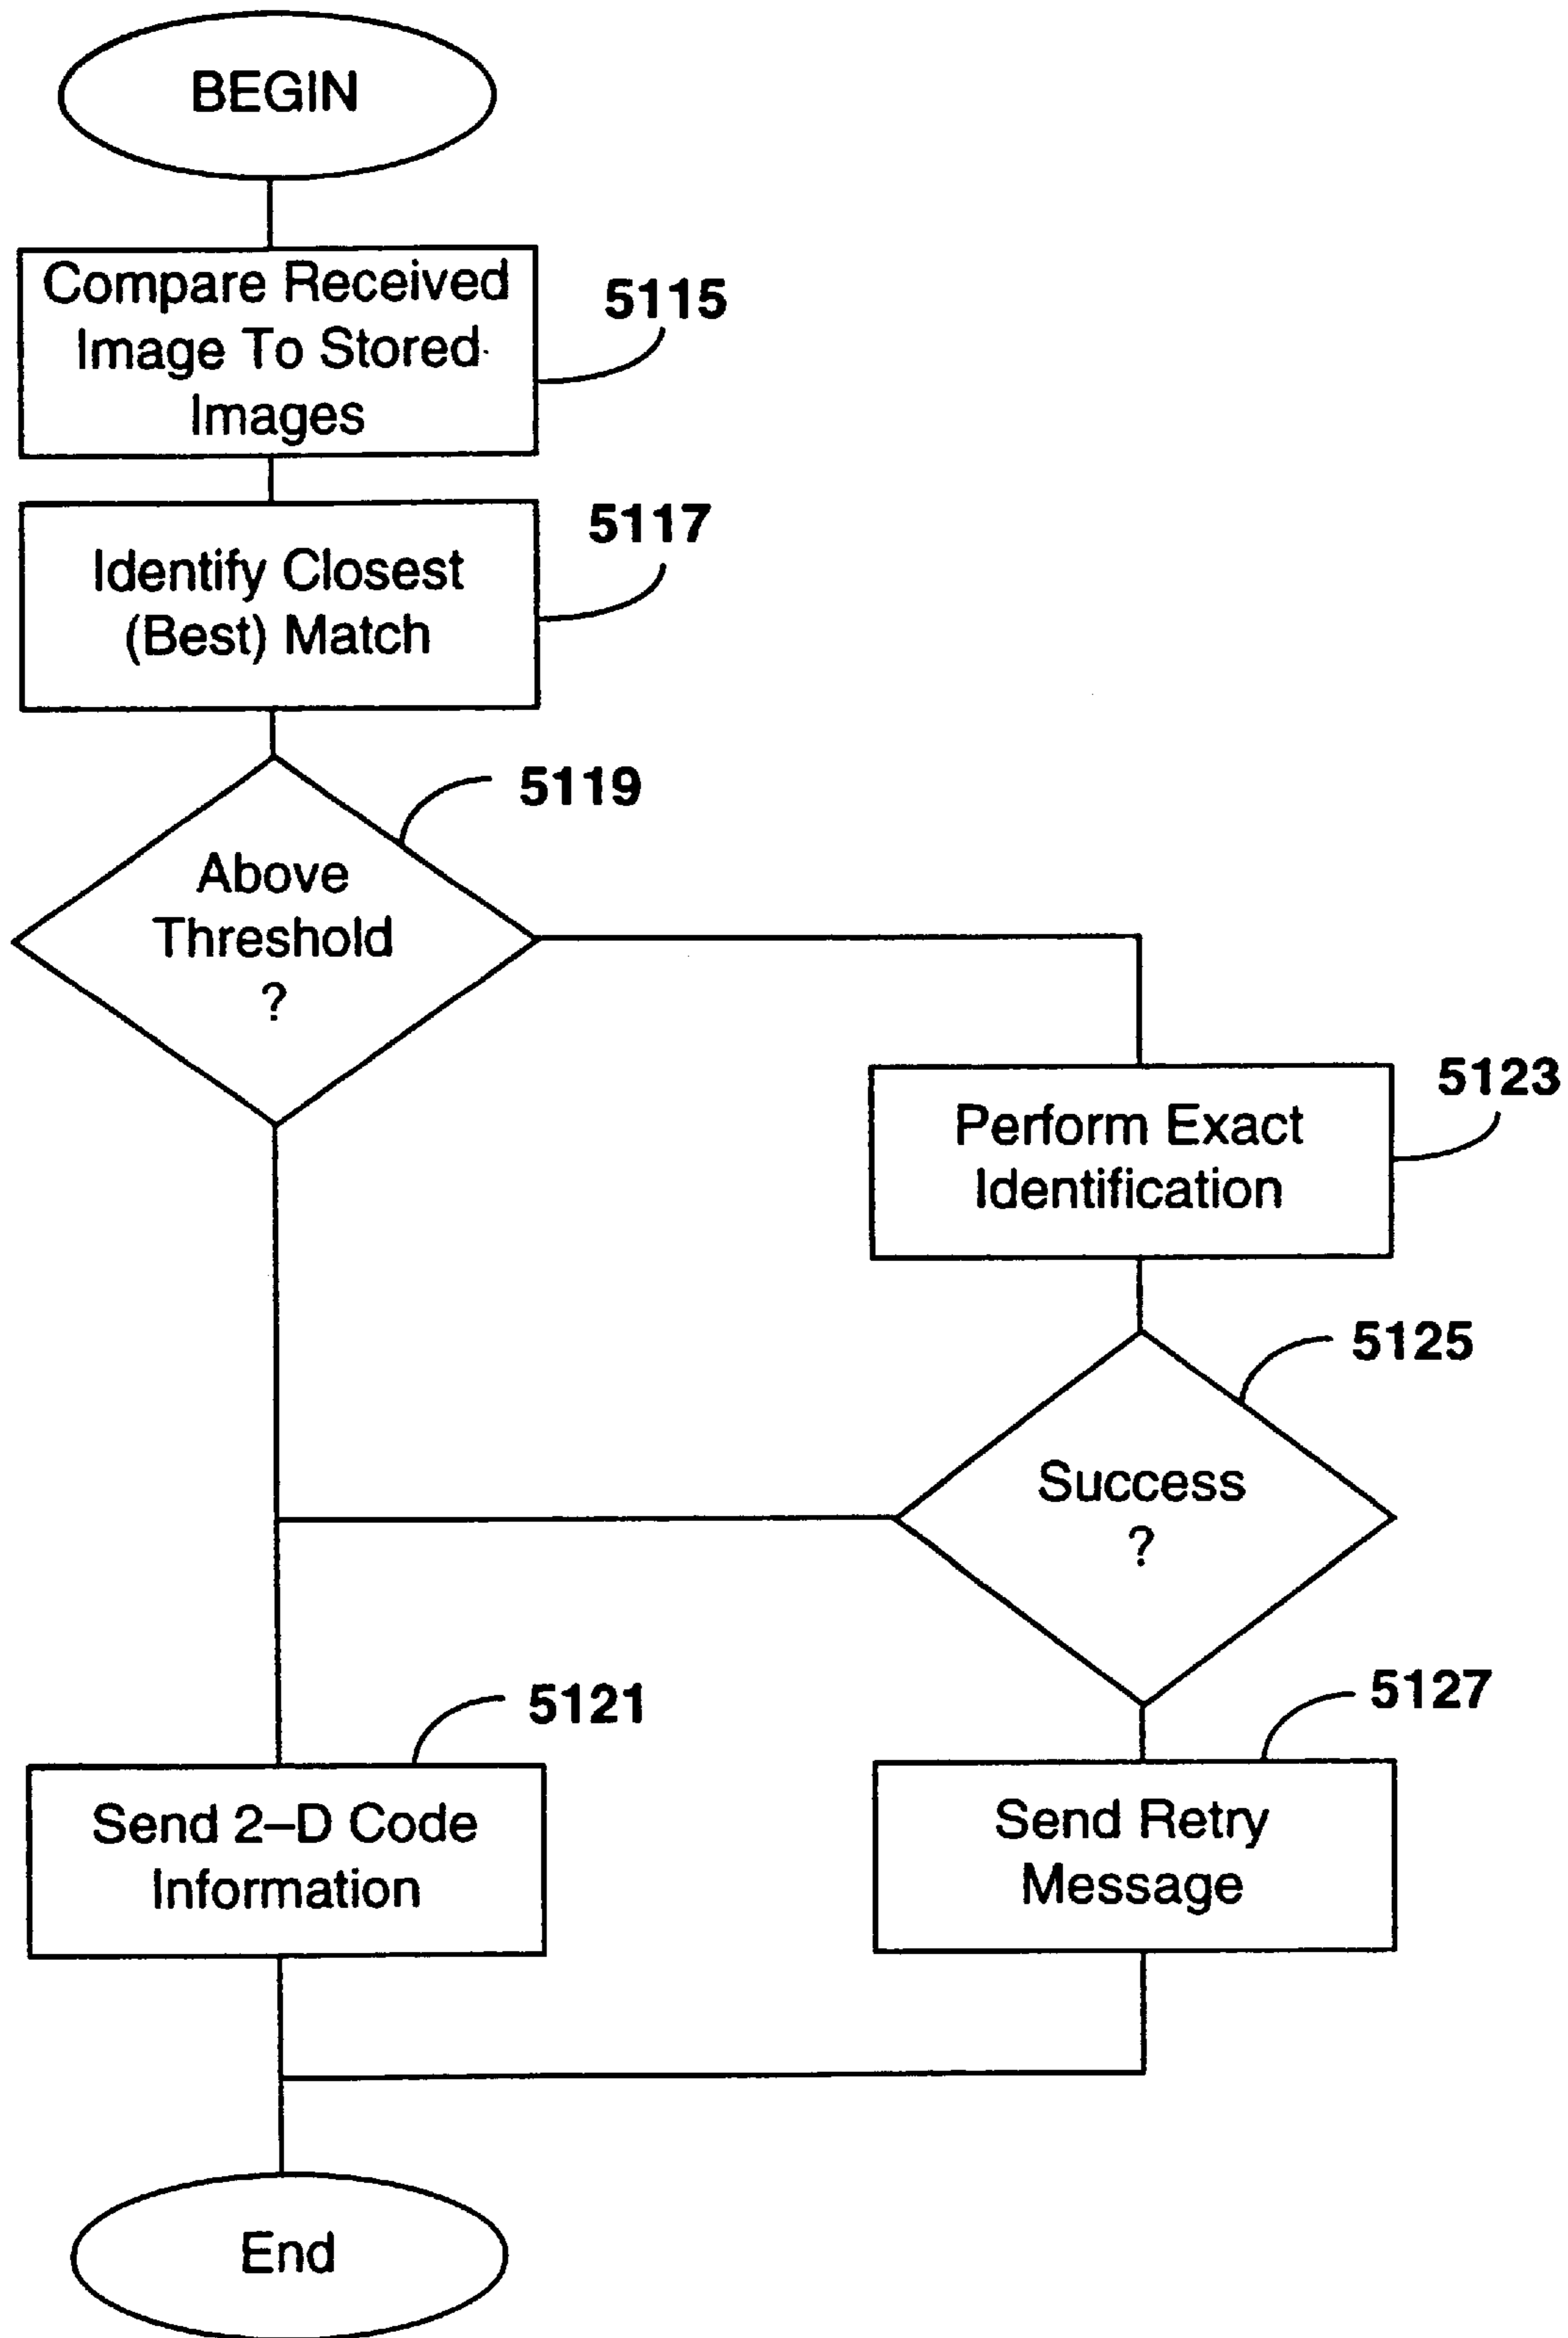 BEGIN
Compare Received
Image To Stored
Images
5115
Identify Closest
(Best) Match
5117
Above
Threshold
?
5119
Perform Exact
Identification
5123
Success
?
5125
Send 2–D Code
Information
5121
Send Retry
Message
5127
End